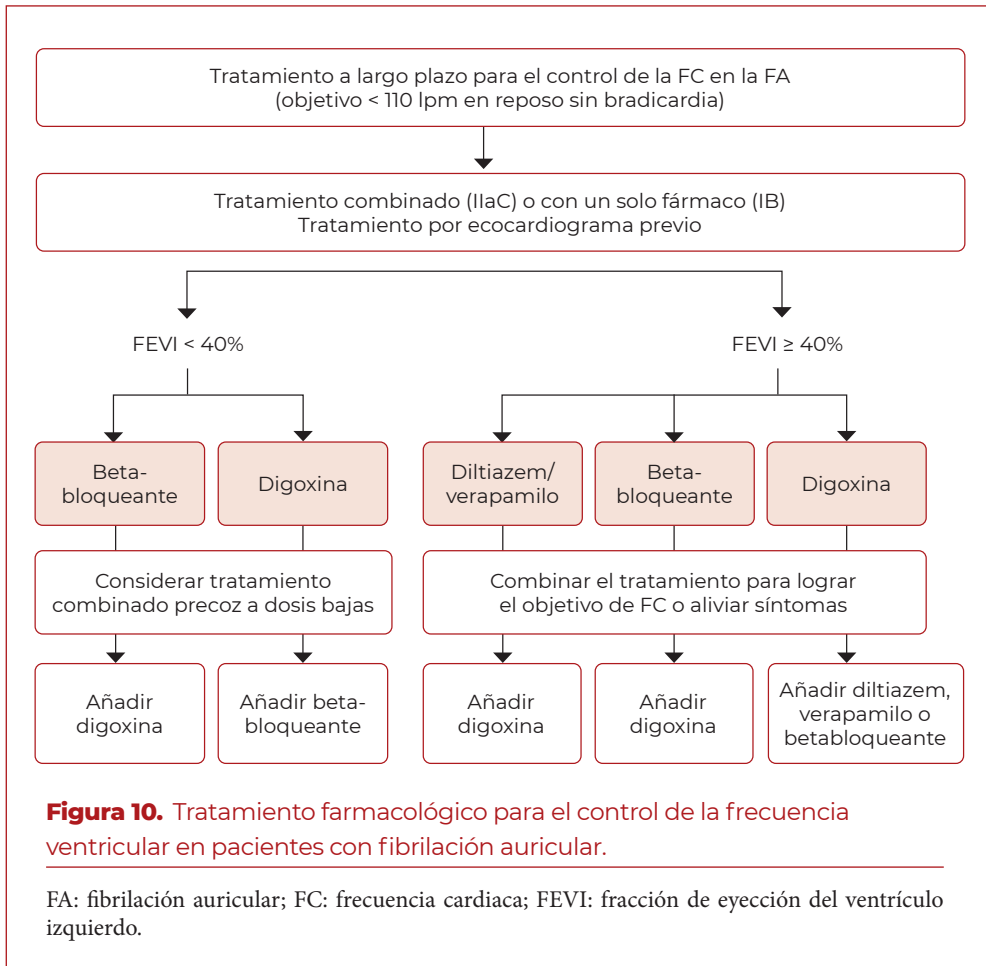 Tratamiento a largo plazo para el control de la FC en la FA
(objetivo < 110 lpm en reposo sin bradicardia)
Tratamiento combinado (IIaC) o con un solo fármaco (IB)
Tratamiento por ecocardiograma previo
FEVI < 40%
FEVI ≥ 40%
Beta-
bloqueante
Digoxina
Diltiazem/
verapamilo
Beta-
bloqueante
Digoxina
Considerar tratamiento
combinado precoz a dosis bajas
Combinar el tratamiento para lograr
el objetivo de FC o aliviar síntomas
Añadir
digoxina
Añadir beta-
bloqueante
Añadir
digoxina
Añadir
digoxina
Añadir diltiazem,
verapamilo o
betabloqueante
Figura 10. Tratamiento farmacológico para el control de la frecuencia
ventricular en pacientes con fibrilación auricular.
FA: fibrilación auricular; FC: frecuencia cardiaca; FEVI: fracción de eyección del ventrículo
izquierdo.